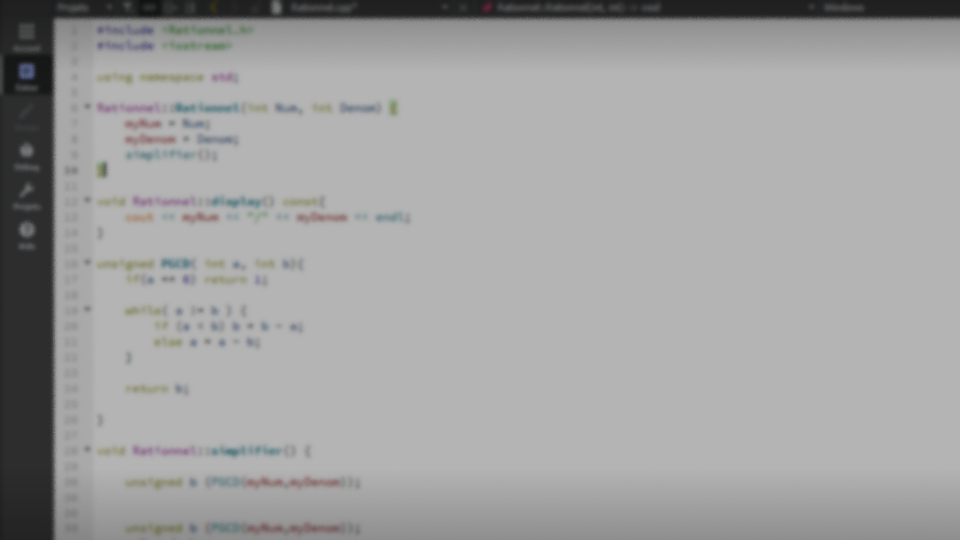 Projets Rationnel.cpp* Rationnel::Rationnel(int, int) -> void Windows
Accueil
Éditer
Debug
Projets
Aide
1 #include <Rationnel.h>
2 #include <iostream>
3
4 using namespace std;
5
6 Rationnel::Rationnel(int Num, int Denom) {
7 myNum = Num;
8 myDenom = Denom;
9 simplifier();
10 }
11
12 void Rationnel::display() const{
13 cout << myNum << "/" << myDenom << endl;
14 }
15
16 unsigned PGCD( int a, int b){
17 if(a == 0) return 1;
18
19 while( a != b ) {
20 if (a < b) b = b - a;
21 else a = a - b;
22 }
23
24 return b;
25
26 }
27
28 void Rationnel::simplifier() {
29
30 unsigned b (PGCD(myNum,myDenom));
unsigned k (PGCD(myNum,myDenom));